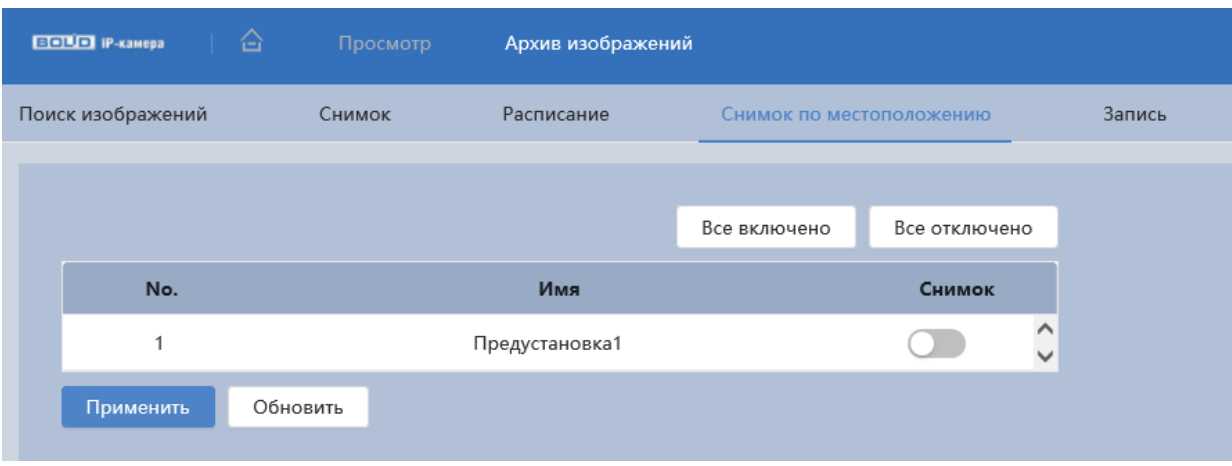 BOLID IP-камера Просмотр Архив изображений
Поиск изображений Снимок Расписание Снимок по местоположению Запись
Все включено Все отключено
No. Имя Снимок
1 Предустановка1
Применить Обновить